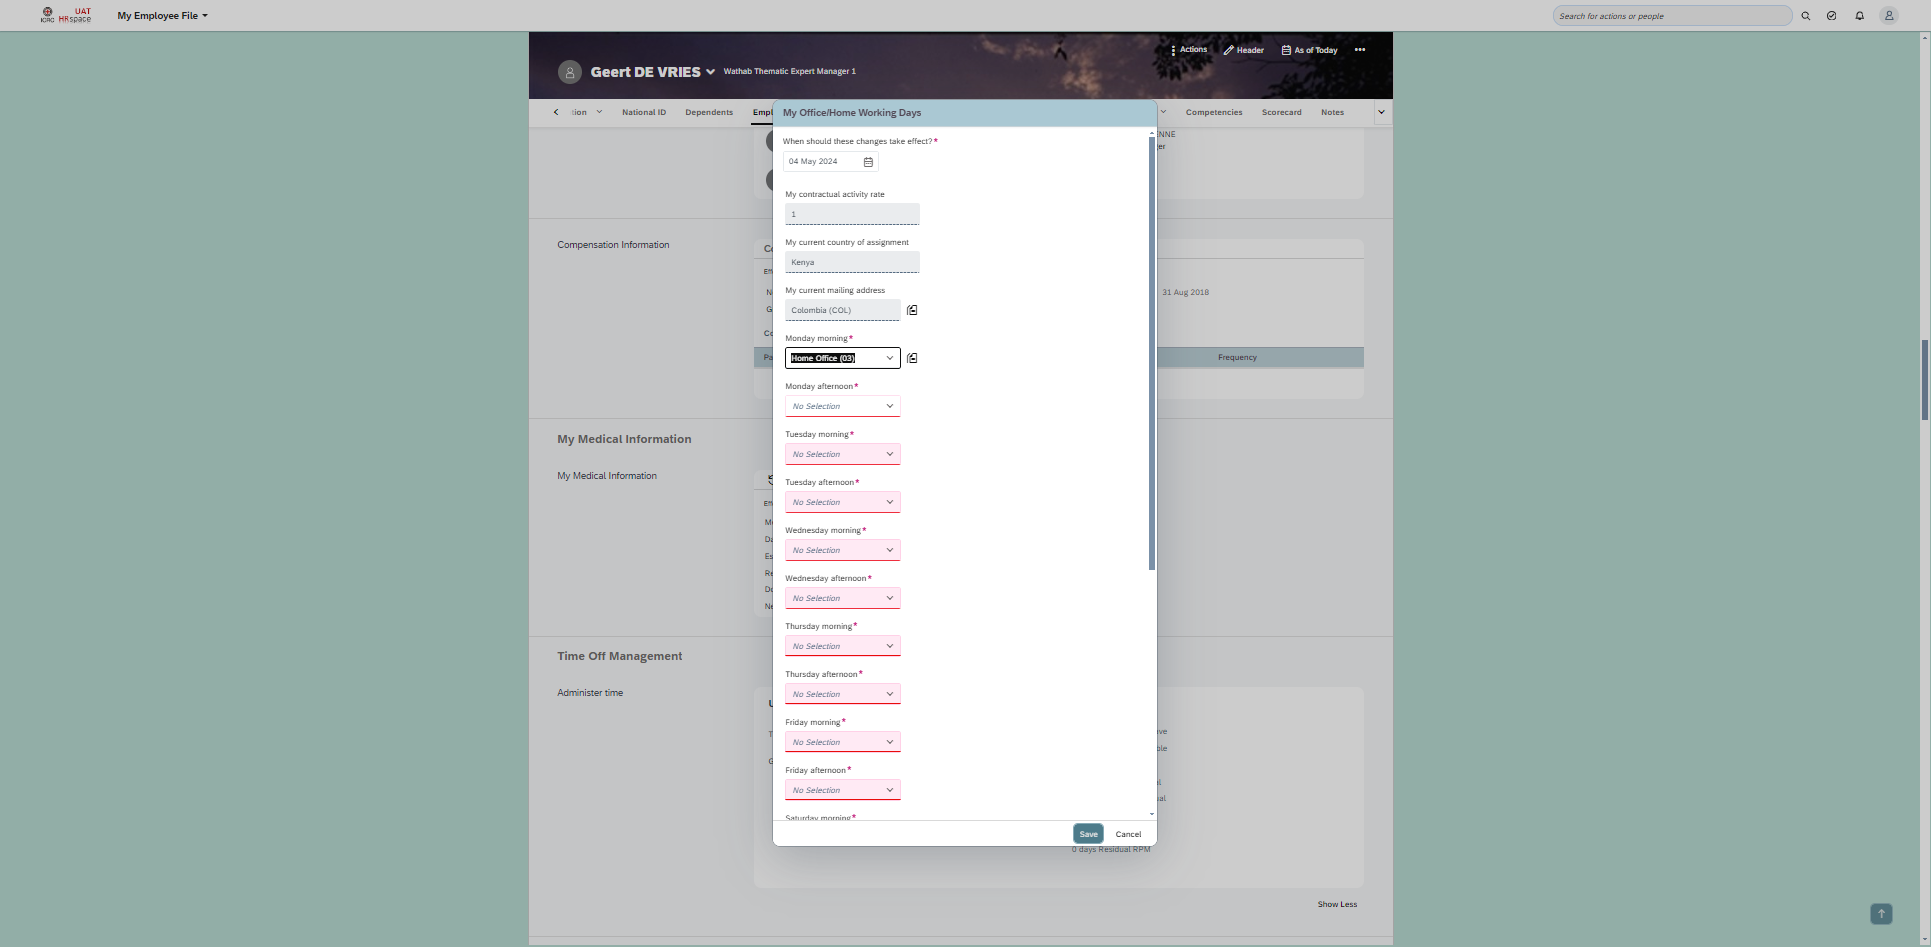 ICRC
UAT
HRspace
My Employee File
Search for actions or people
Actions
Header
As of Today
Geert DE VRIES
Wathab Thematic Expert Manager 1
tion
National ID
Dependents
Empl
Competencies
Scorecard
Notes
My Office/Home Working Days
When should these changes take effect?*
04 May 2024
My contractual activity rate
1
My current country of assignment
Kenya
My current mailing address
Colombia (COL)
Monday morning*
Home Office (03)
Monday afternoon*
No Selection
Tuesday morning*
No Selection
Tuesday afternoon*
No Selection
Wednesday morning*
No Selection
Wednesday afternoon*
No Selection
Thursday morning*
No Selection
Thursday afternoon*
No Selection
Friday morning*
No Selection
Friday afternoon*
No Selection
Saturday morning*
Save
Cancel
ENNE
er
Compensation Information
31 Aug 2018
Frequency
My Medical Information
My Medical Information
Time Off Management
Administer time
0 days Residual RPM
Show Less